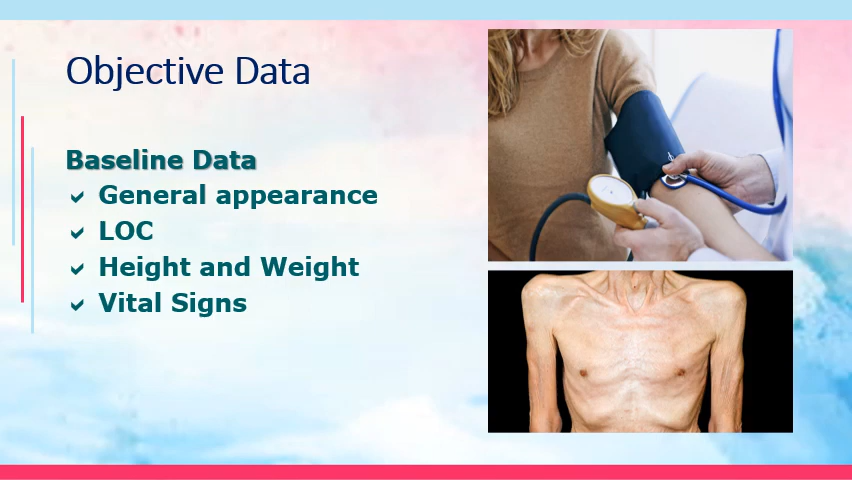 Objective Data
Baseline Data
General appearance
LOC
Height and Weight
Vital Signs